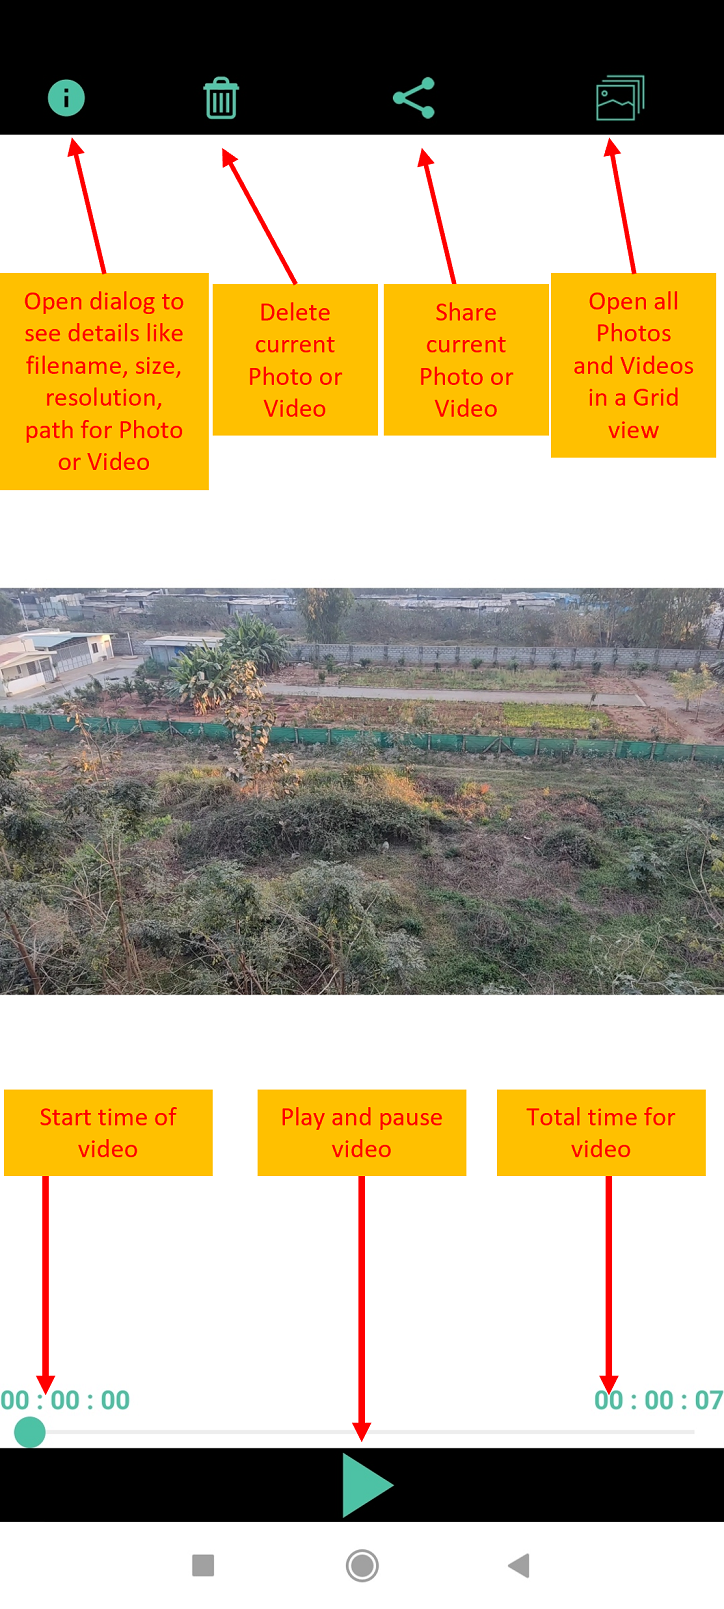 Open dialog to
see details like
filename, size,
resolution,
path for Photo
or Video
Delete
current
Photo or
Video
Share
current
Photo or
Video
Open all
Photos
and Videos
in a Grid
view
Start time of
video
Play and pause
video
Total time for
video
00 : 00 : 00
00 : 00 : 07